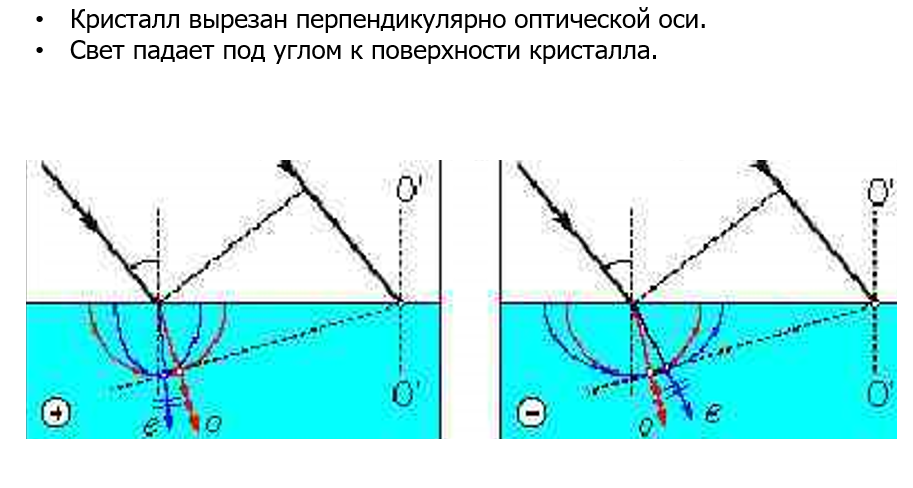 • Кристалл вырезан перпендикулярно оптической оси.
• Свет падает под углом к поверхности кристалла.
O' O'
O' O'
+ −
e o o e